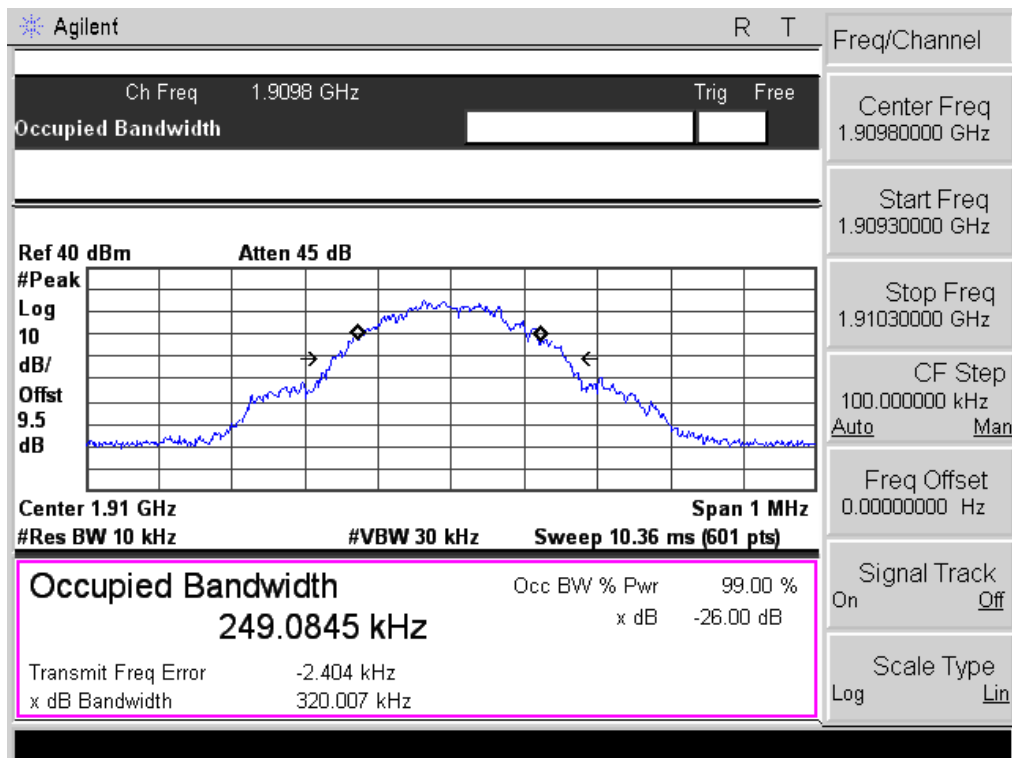 Agilent
R T
Ch Freq 1.9098 GHz Trig Free
Occupied Bandwidth
Ref 40 dBm Atten 45 dB
#Peak
Log
10
dB/
Offst
9.5
dB
Center 1.91 GHz Span 1 MHz
#Res BW 10 kHz #VBW 30 kHz Sweep 10.36 ms (601 pts)
Occupied Bandwidth
249.0845 kHz
Occ BW % Pwr 99.00 %
x dB -26.00 dB
Transmit Freq Error -2.404 kHz
x dB Bandwidth 320.007 kHz
Freq/Channel
Center Freq
1.90980000 GHz
Start Freq
1.90930000 GHz
Stop Freq
1.91030000 GHz
CF Step
100.000000 kHz
Auto Man
Freq Offset
0.00000000 Hz
Signal Track
On Off
Scale Type
Log Lin